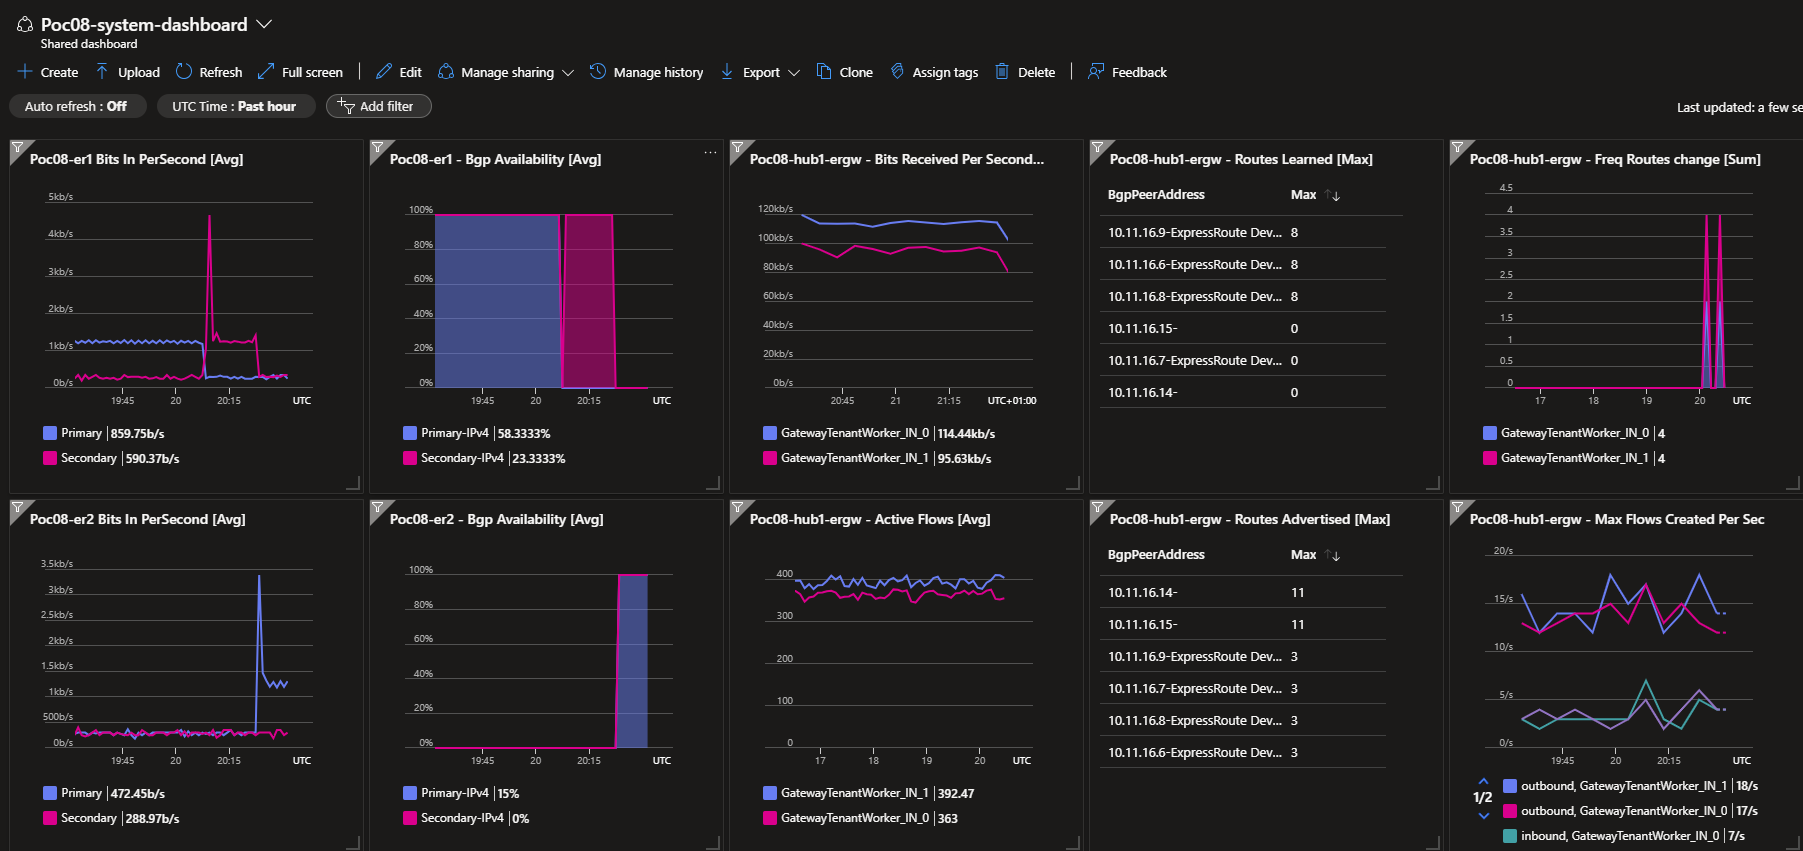 Poc08-system-dashboard
Shared dashboard
Create Upload Refresh Full screen Edit Manage sharing Manage history Export Clone Assign tags Delete Feedback
Auto refresh : Off UTC Time : Past hour Add filter
Last updated: a few se
Poc08-er1 Bits In PerSecond [Avg]
5kb/s
4kb/s
3kb/s
2kb/s
1kb/s
0b/s
19:45 20 20:15 UTC
Primary 859.75b/s
Secondary 590.37b/s
Poc08-er1 - Bgp Availability [Avg]
...
100%
80%
60%
40%
20%
0%
19:45 20 20:15 UTC
Primary-IPv4 58.3333%
Secondary-IPv4 23.3333%
Poc08-hub1-ergw - Bits Received Per Second...
120kb/s
100kb/s
80kb/s
60kb/s
40kb/s
20kb/s
0b/s
20:45 21 21:15 UTC+01:00
GatewayTenantWorker_IN_0 114.44kb/s
GatewayTenantWorker_IN_1 95.63kb/s
Poc08-hub1-ergw - Routes Learned [Max]
BgpPeerAddress Max ↑↓
10.11.16.9-ExpressRoute Dev... 8
10.11.16.6-ExpressRoute Dev... 8
10.11.16.8-ExpressRoute Dev... 8
10.11.16.15- 0
10.11.16.7-ExpressRoute Dev... 0
10.11.16.14- 0
Poc08-hub1-ergw - Freq Routes change [Sum]
4.5
4
3.5
3
2.5
2
1.5
1
0.5
0
17 18 19 20 UTC
GatewayTenantWorker_IN_0 4
GatewayTenantWorker_IN_1 4
Poc08-er2 Bits In PerSecond [Avg]
3.5kb/s
3kb/s
2.5kb/s
2kb/s
1.5kb/s
1kb/s
500b/s
0b/s
19:45 20 20:15 UTC
Primary 472.45b/s
Secondary 288.97b/s
Poc08-er2 - Bgp Availability [Avg]
100%
80%
60%
40%
20%
0%
19:45 20 20:15 UTC
Primary-IPv4 15%
Secondary-IPv4 0%
Poc08-hub1-ergw - Active Flows [Avg]
400
300
200
100
0
17 18 19 20 UTC
GatewayTenantWorker_IN_1 392.47
GatewayTenantWorker_IN_0 363
Poc08-hub1-ergw - Routes Advertised [Max]
BgpPeerAddress Max ↑↓
10.11.16.14- 11
10.11.16.15- 11
10.11.16.9-ExpressRoute Dev... 3
10.11.16.7-ExpressRoute Dev... 3
10.11.16.8-ExpressRoute Dev... 3
10.11.16.6-ExpressRoute Dev... 3
Poc08-hub1-ergw - Max Flows Created Per Sec
20/s
15/s
10/s
5/s
0/s
19:45 20 20:15 UTC
1/2
outbound, GatewayTenantWorker_IN_1 18/s
outbound, GatewayTenantWorker_IN_0 17/s
inbound, GatewayTenantWorker_IN_0 7/s